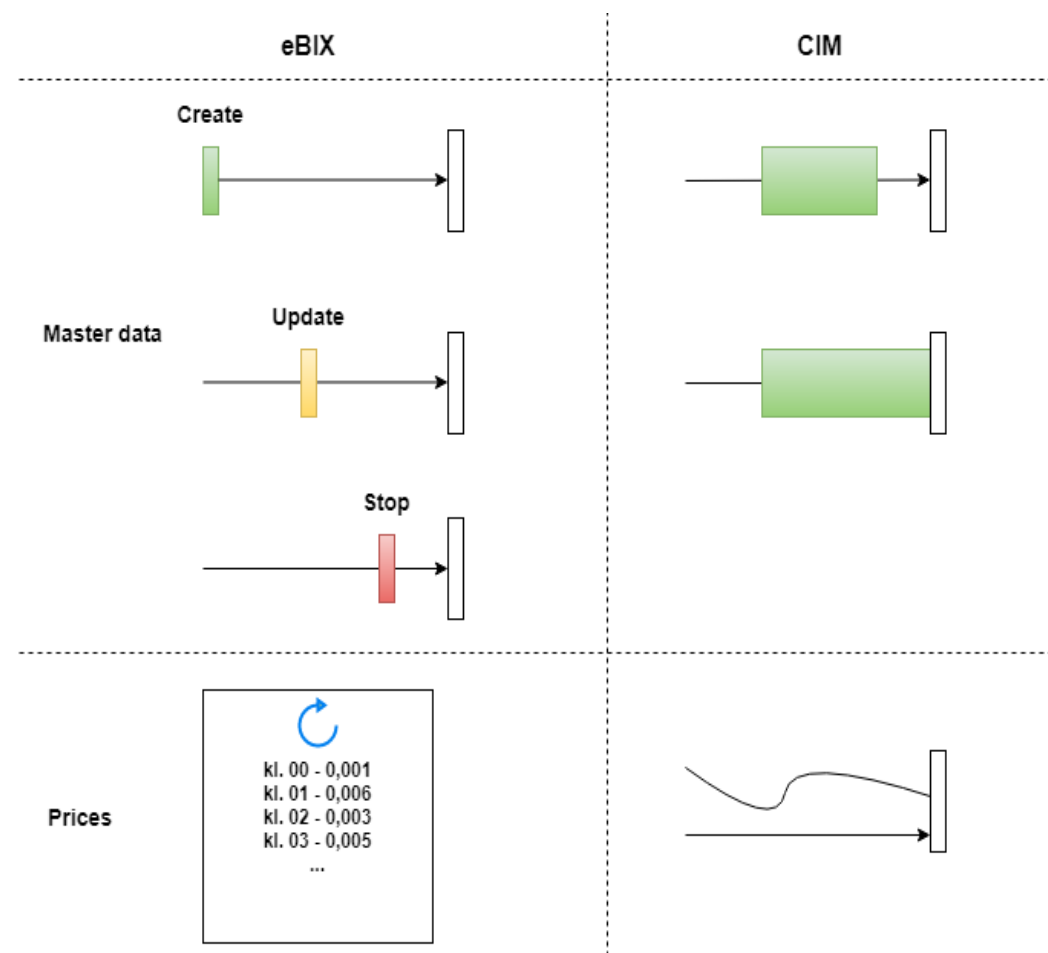 eBIX
CIM
Create
Master data
Update
Stop
Prices
kl. 00 - 0,001
kl. 01 - 0,006
kl. 02 - 0,003
kl. 03 - 0,005
...